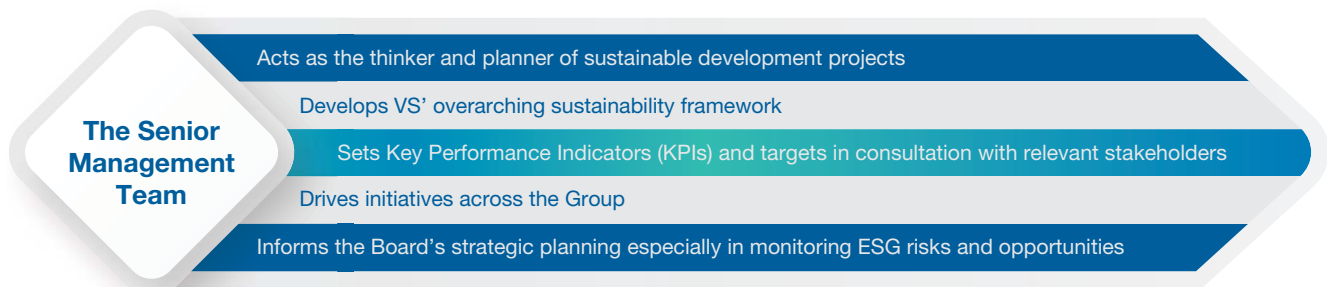 The Senior
Management
Team
Acts as the thinker and planner of sustainable development projects
Develops VS’ overarching sustainability framework
Sets Key Performance Indicators (KPIs) and targets in consultation with relevant stakeholders
Drives initiatives across the Group
Informs the Board’s strategic planning especially in monitoring ESG risks and opportunities